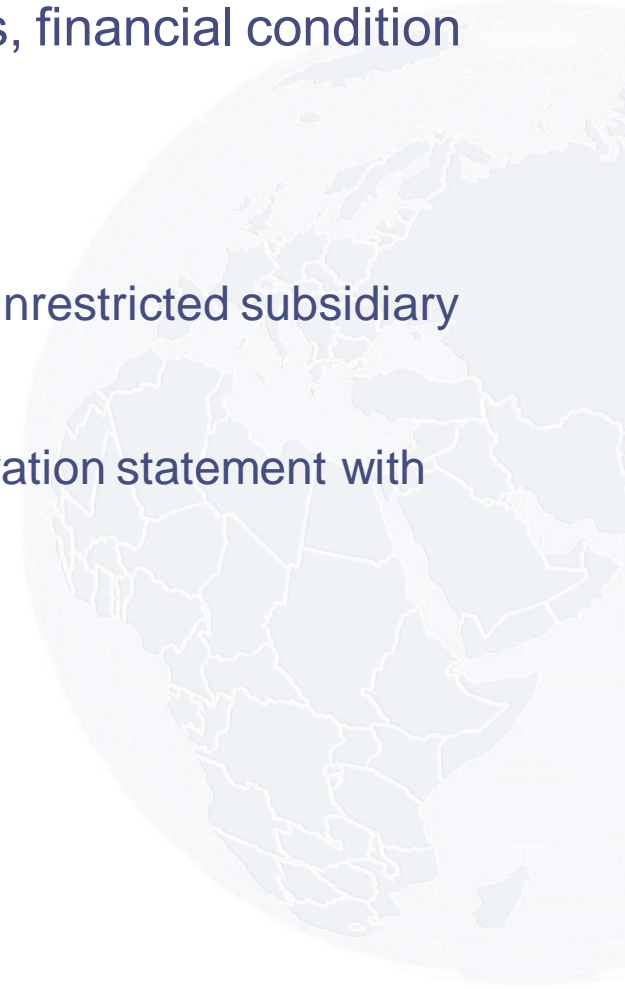 , financial condition
nrestricted subsidiary
ation statement with